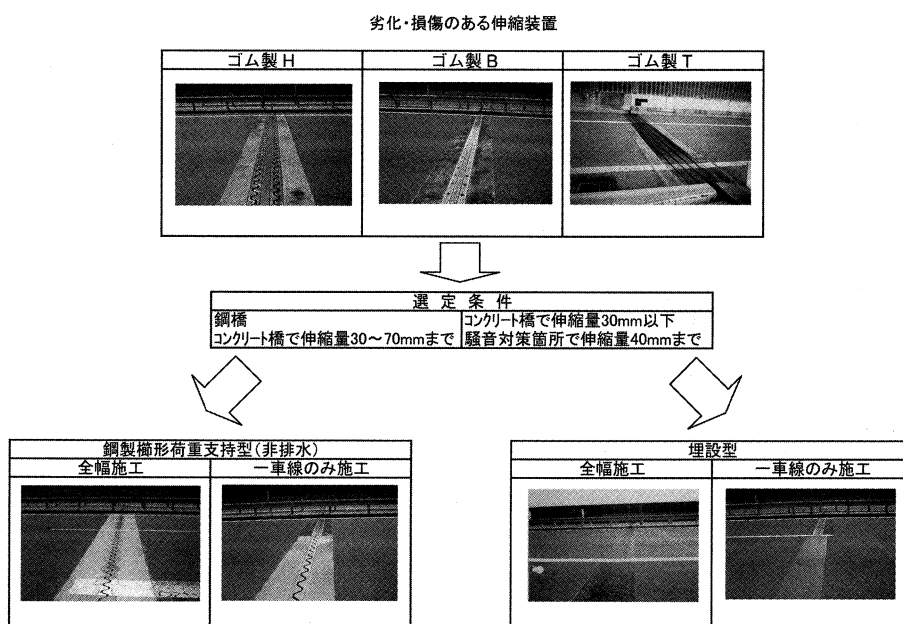 劣化・損傷のある伸縮装置
ゴム製H
ゴム製B
ゴム製T
選定条件
鋼橋
コンクリート橋で伸縮量30～70mmまで
コンクリート橋で伸縮量30mm以下
騒音対策箇所で伸縮量40mmまで
鋼製櫛形荷重支持型(非排水)
全幅施工
一車線のみ施工
埋設型
全幅施工
一車線のみ施工